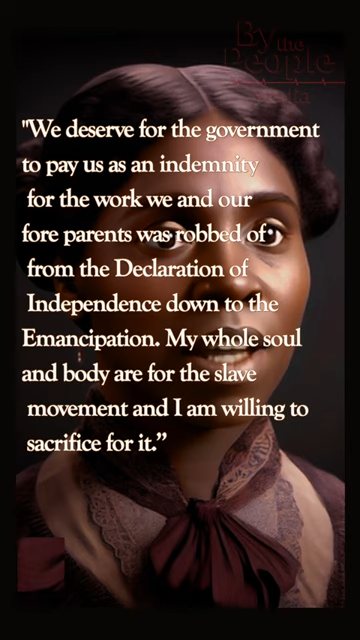 By
the
People
"We deserve for the government
to pay us as an indemnity
for the work we and our
fore parents was robbed of
from the Declaration of
Independence down to the
Emancipation. My whole soul
and body are for the slave
movement and I am willing to
sacrifice for it.”